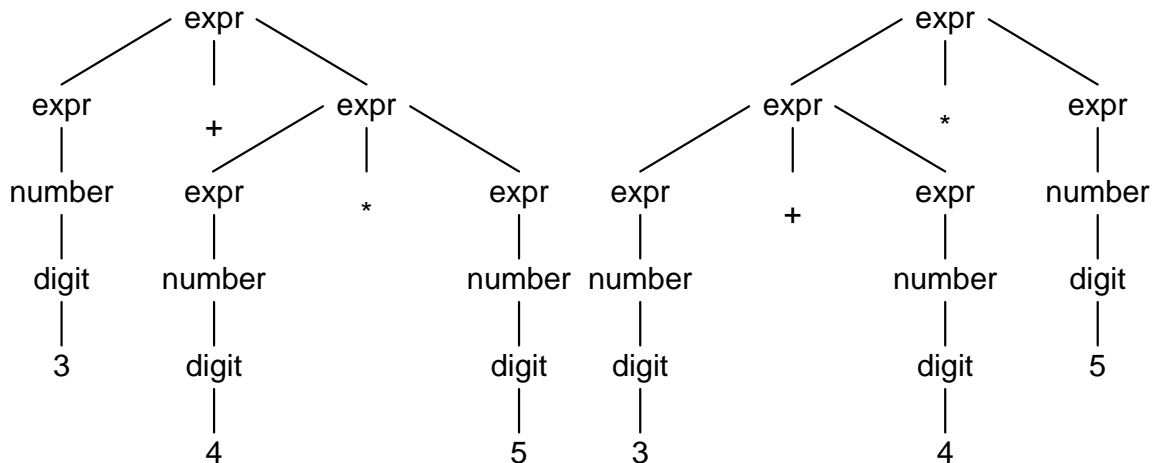 expr expr
expr + expr expr * expr
number expr * expr expr + expr number
digit number number number number digit
3 digit digit digit digit 5
4 5 3 4